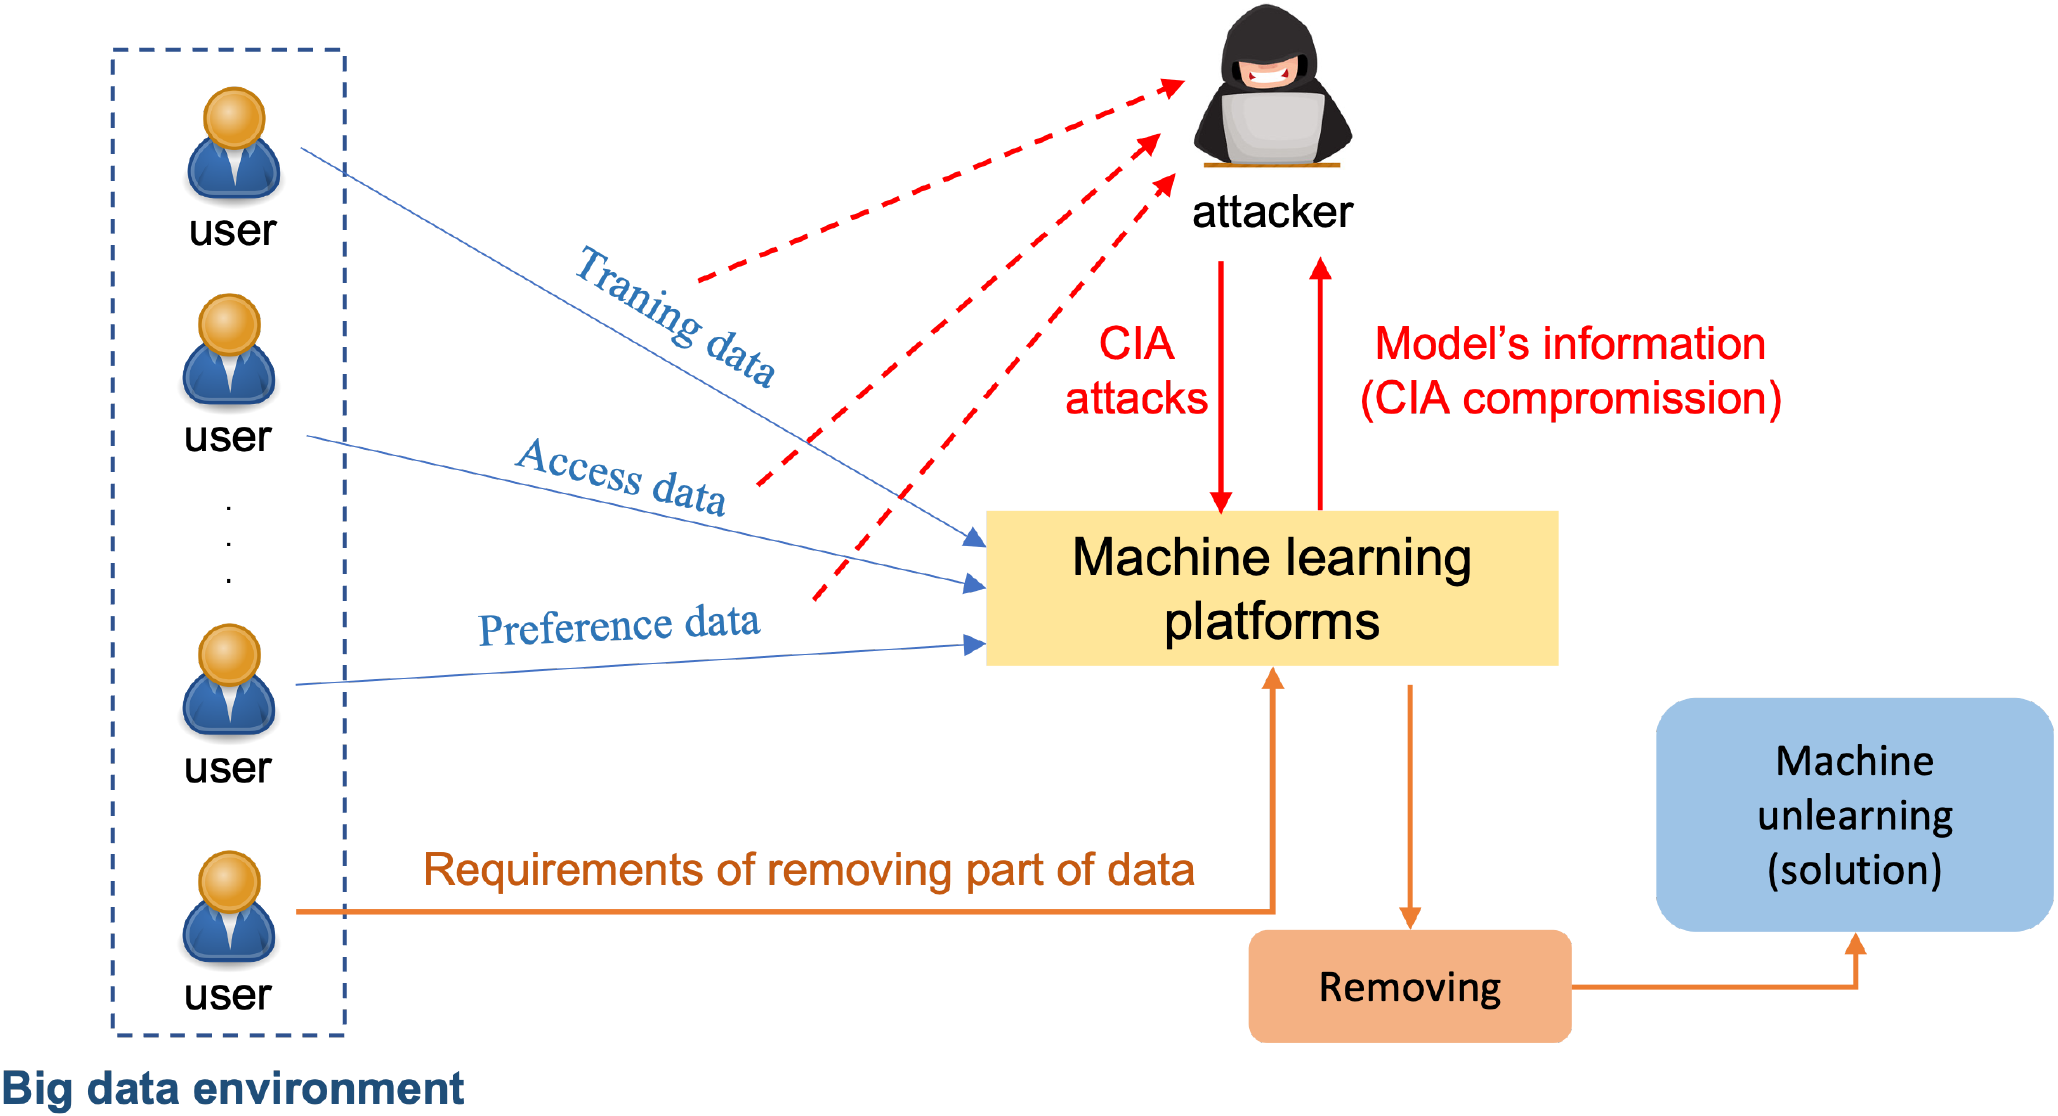 attacker
user
Traning data
CIA
attacks
Model's information
(CIA compromission)
user
Access data
.
.
.
Machine learning
platforms
Preference data
user
Machine
unlearning
(solution)
Requirements of removing part of data
user
Removing
Big data environment